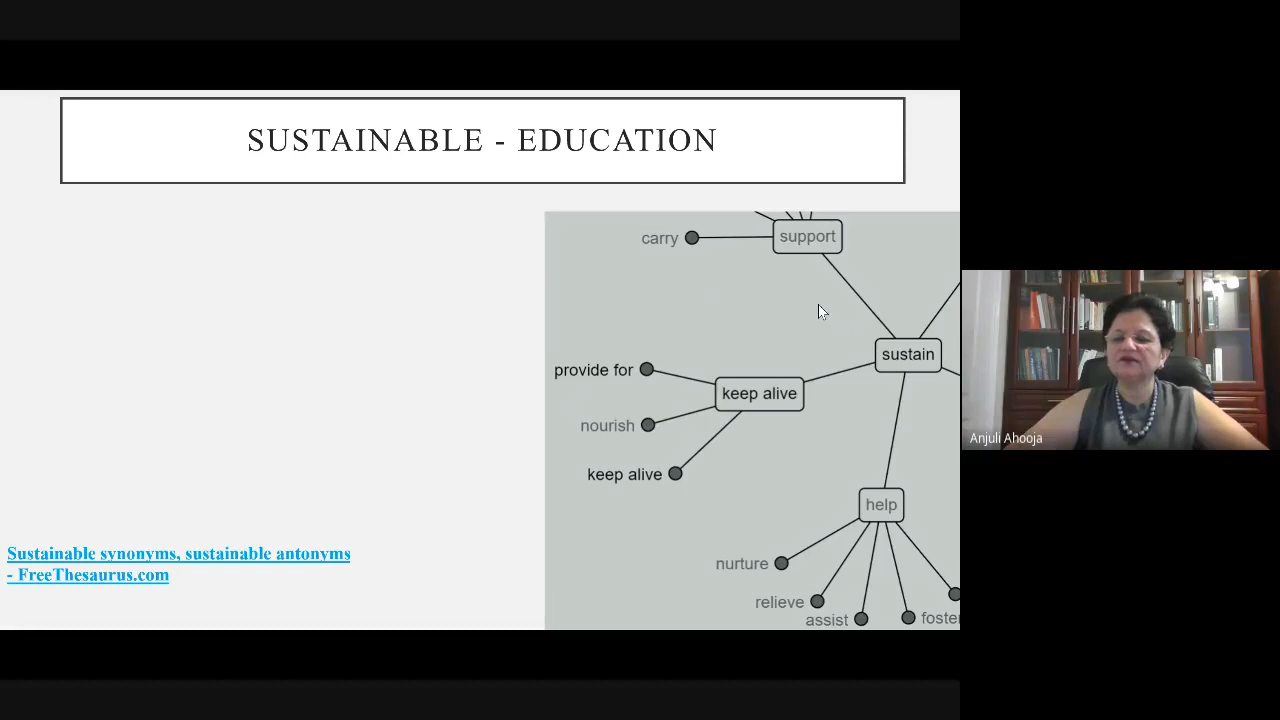 SUSTAINABLE - EDUCATION
support
carry
sustain
provide for
keep alive
nourish
keep alive
help
nurture
relieve
assist
foster
Sustainable synonyms, sustainable antonyms
- FreeThesaurus.com
Anjuli Ahooja